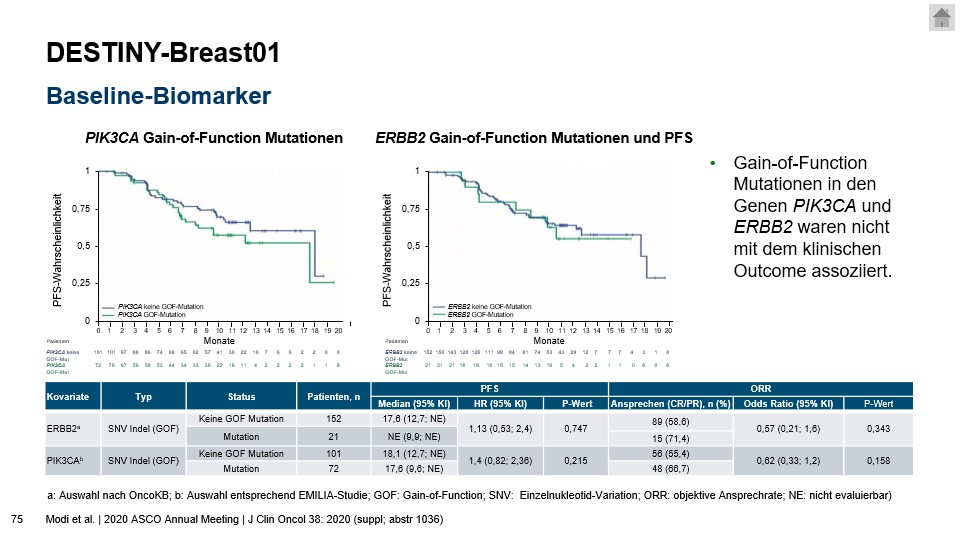 DESTINY-Breast01
Baseline-Biomarker
PIK3CA Gain-of-Function Mutationen
1
0,75
0,5
0,25
0
PFS-Wahrscheinlichkeit
PIK3CA keine GOF-Mutation
PIK3CA GOF-Mutation
0 1 2 3 4 5 6 7 8 9 10 11 12 13 14 15 16 17 18 19 20
Monate
Patienten
PIK3CA keine
GOF-Mut
PIK3CA
GOF-Mut
ERBB2 Gain-of-Function Mutationen und PFS
1
0,75
0,5
0,25
0
PFS-Wahrscheinlichkeit
ERBB2 keine GOF-Mutation
ERBB2 GOF-Mutation
0 1 2 3 4 5 6 7 8 9 10 11 12 13 14 15 16 17 18 19 20
Monate
Patienten
ERBB2 keine
GOF-Mut
ERBB2
GOF-Mut
• Gain-of-Function
Mutationen in den
Genen PIK3CA und
ERBB2 waren nicht
mit dem klinischen
Outcome assoziiert.
Kovariate Typ Status Patienten, n PFS ORR
Median (95% KI) HR (95% KI) P-Wert Ansprechen (CR/PR), n (%) Odds Ratio (95% KI) P-Wert
ERBB2ᵃ SNV Indel (GOF) Keine GOF Mutation 152 17,6 (12,7; NE) 1,13 (0,53; 2,4) 0,747 89 (58,6) 0,57 (0,21; 1,6) 0,343
Mutation 21 NE (9,9; NE) 15 (71,4)
PIK3CAᵇ SNV Indel (GOF) Keine GOF Mutation 101 18,1 (12,7; NE) 1,4 (0,82; 2,36) 0,215 56 (55,4) 0,62 (0,33; 1,2) 0,158
Mutation 72 17,6 (9,6; NE) 48 (66,7)
a: Auswahl nach OncoKB; b: Auswahl entsprechend EMILIA-Studie; GOF: Gain-of-Function; SNV: Einzelnukleotid-Variation; ORR: objektive Ansprechrate; NE: nicht evaluierbar)
75 Modi et al. | 2020 ASCO Annual Meeting | J Clin Oncol 38: 2020 (suppl; abstr 1036)